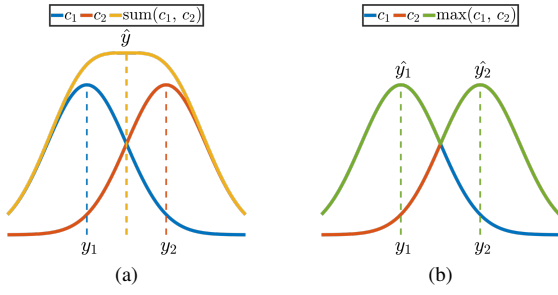 c₁ c₂ sum(c₁, c₂)
ŷ
y₁ y₂
(a)
c₁ c₂ max(c₁, c₂)
ŷ₁ ŷ₂
y₁ y₂
(b)